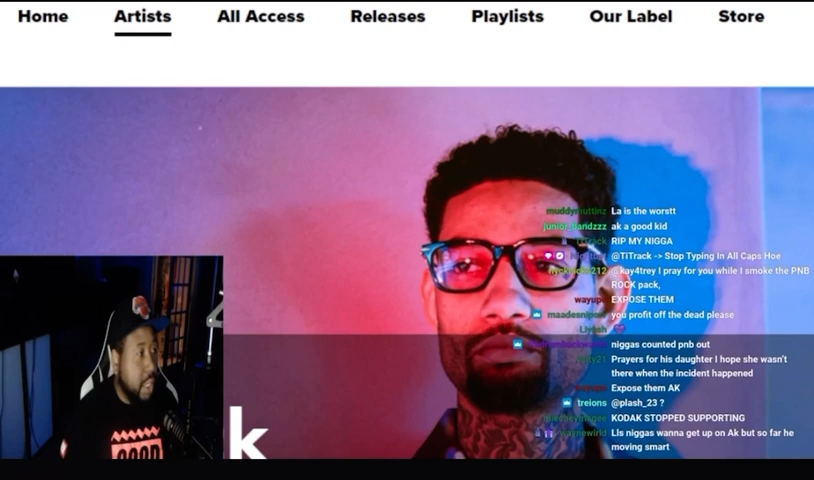 Home Artists All Access Releases Playlists Our Label Store
muddymuttinz La is the worstt
ak a good kid
RIP MY NIGGA
@TiTrack -> Stop Typing In All Caps Hoe
kay4trey I pray for you while I smoke the PNB
ROCK pack,
EXPOSE THEM
you profit off the dead please
niggas counted pnb out
Prayers for his daughter I hope she wasn't
there when the incident happened
Expose them AK
treions @plash_23 ?
KODAK STOPPED SUPPORTING
Lls niggas wanna get up on Ak but so far he
moving smart
k
GOOD